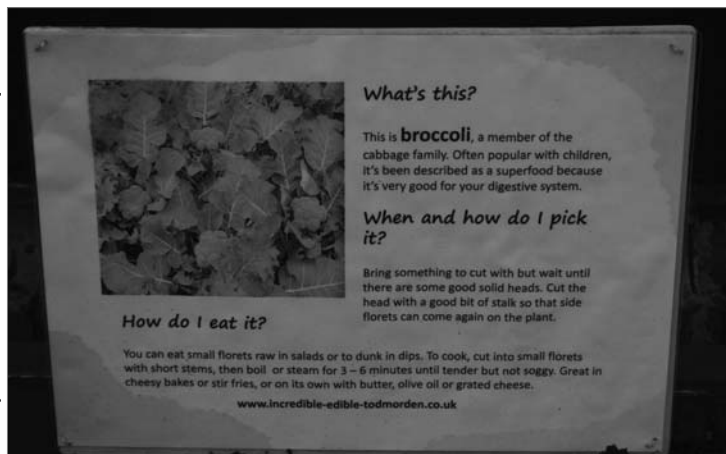 What's this?
This is broccoli, a member of the
cabbage family. Often popular with children,
it's been described as a superfood because
it's very good for your digestive system.
When and how do I pick
it?
Bring something to cut with but wait until
there are some good solid heads. Cut the
head with a good bit of stalk so that side
florets can come again on the plant.
How do I eat it?
You can eat small florets raw in salads or to dunk in dips. To cook, cut into small florets
with short stems, then boil or steam for 3 – 6 minutes until tender but not soggy. Great in
cheesy bakes or stir fries, or on its own with butter, olive oil or grated cheese.
www.incredible-edible-todmorden.co.uk